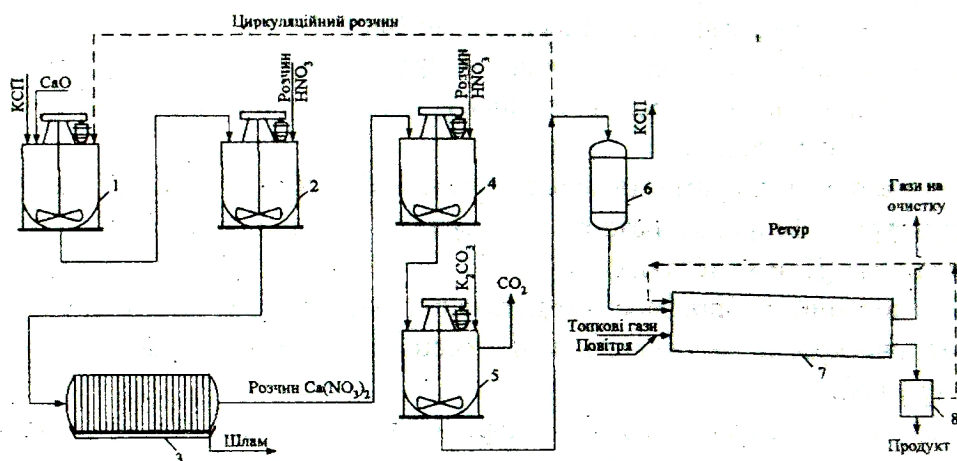 Циркуляційний розчин
КСП
CaO
Розчин
HNO3
Розчин
HNO3
КСП
1
2
4
6
Гази на
очистку
Ретур
K2CO3
CO2
Топкові гази
Повітря
7
5
Розчин Ca(NO3)2
8
3
Шлам
Продукт